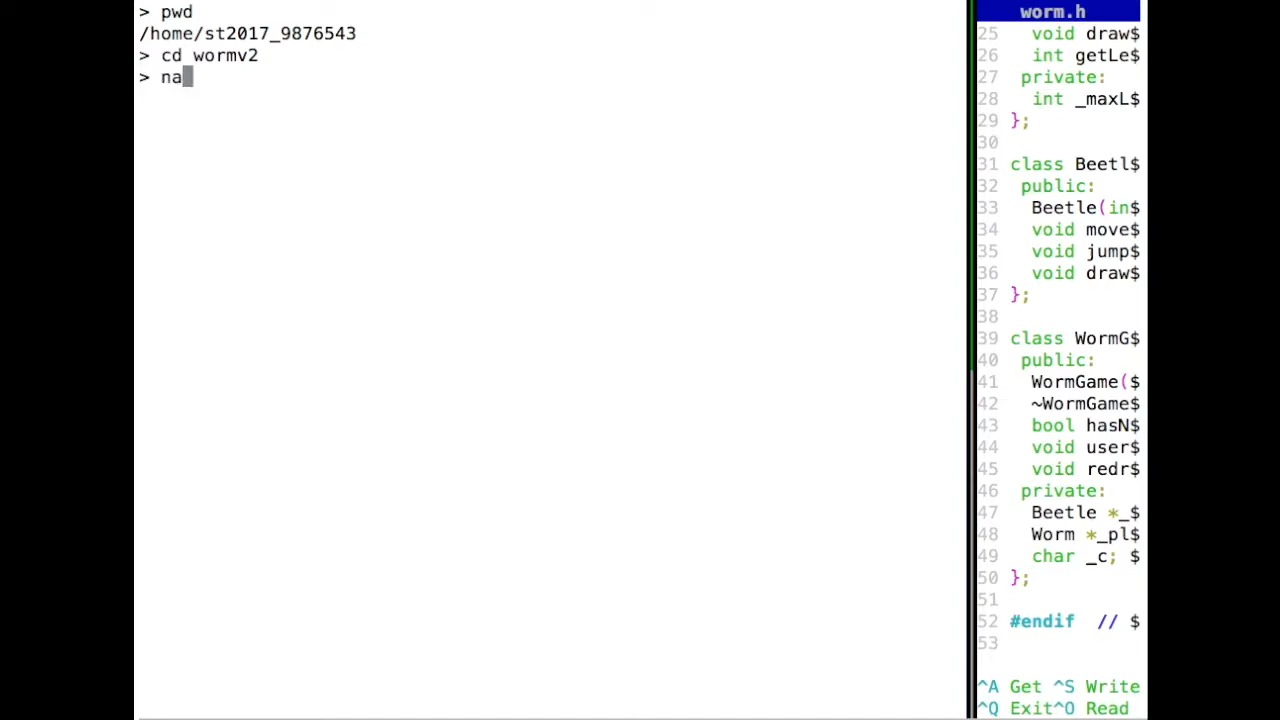 > pwd
/home/st2017_9876543
> cd wormv2
> na
worm.h
25 void draw$
26 int getLe$
27 private:
28 int _maxL$
29 };
30
31 class Beetl$
32 public:
33 Beetle(in$
34 void move$
35 void jump$
36 void draw$
37 };
38
39 class WormG$
40 public:
41 WormGame($
42 ~WormGame$
43 bool hasN$
44 void user$
45 void redr$
46 private:
47 Beetle *_$
48 Worm *_pl$
49 char _c; $
50 };
51
52 #endif // $
53
^A Get ^S Write
^Q Exit^O Read